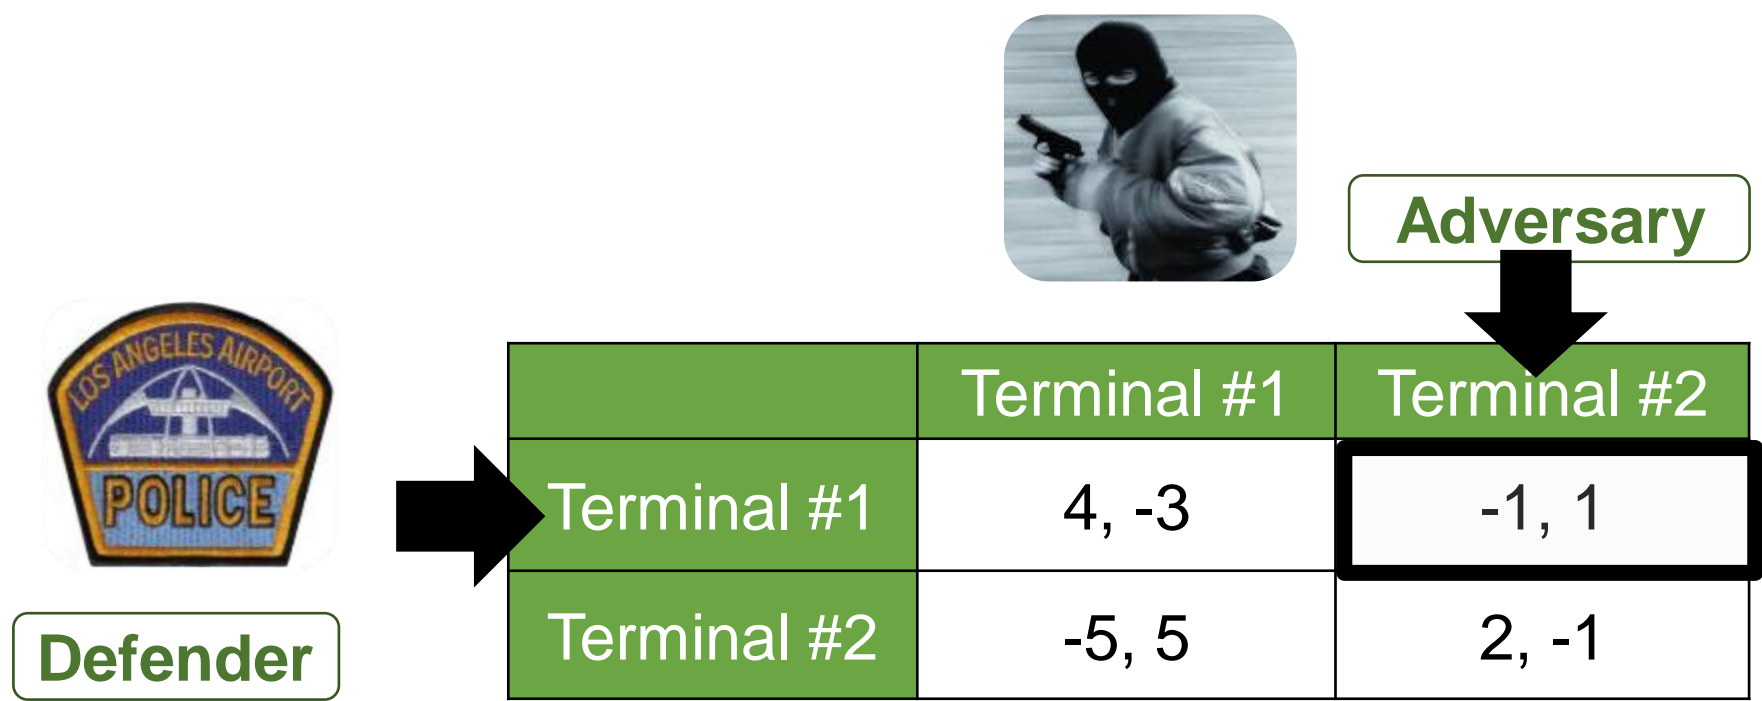 Adversary
LOS ANGELES AIRPORT
POLICE
Defender
Terminal #1 Terminal #2
Terminal #1 4, -3 -1, 1
Terminal #2 -5, 5 2, -1